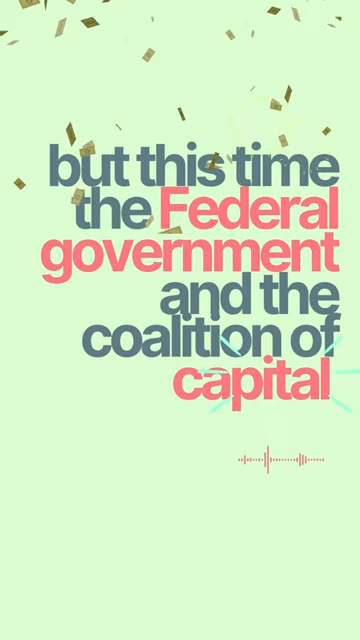 but this time
the Federal
government
and the
coalition of
capital